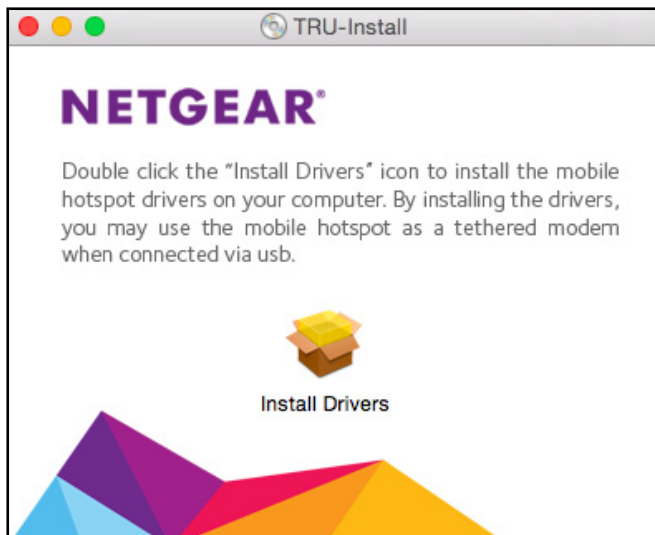 TRU-Install
NETGEAR®
Double click the "Install Drivers" icon to install the mobile
hotspot drivers on your computer. By installing the drivers,
you may use the mobile hotspot as a tethered modem
when connected via usb.
Install Drivers